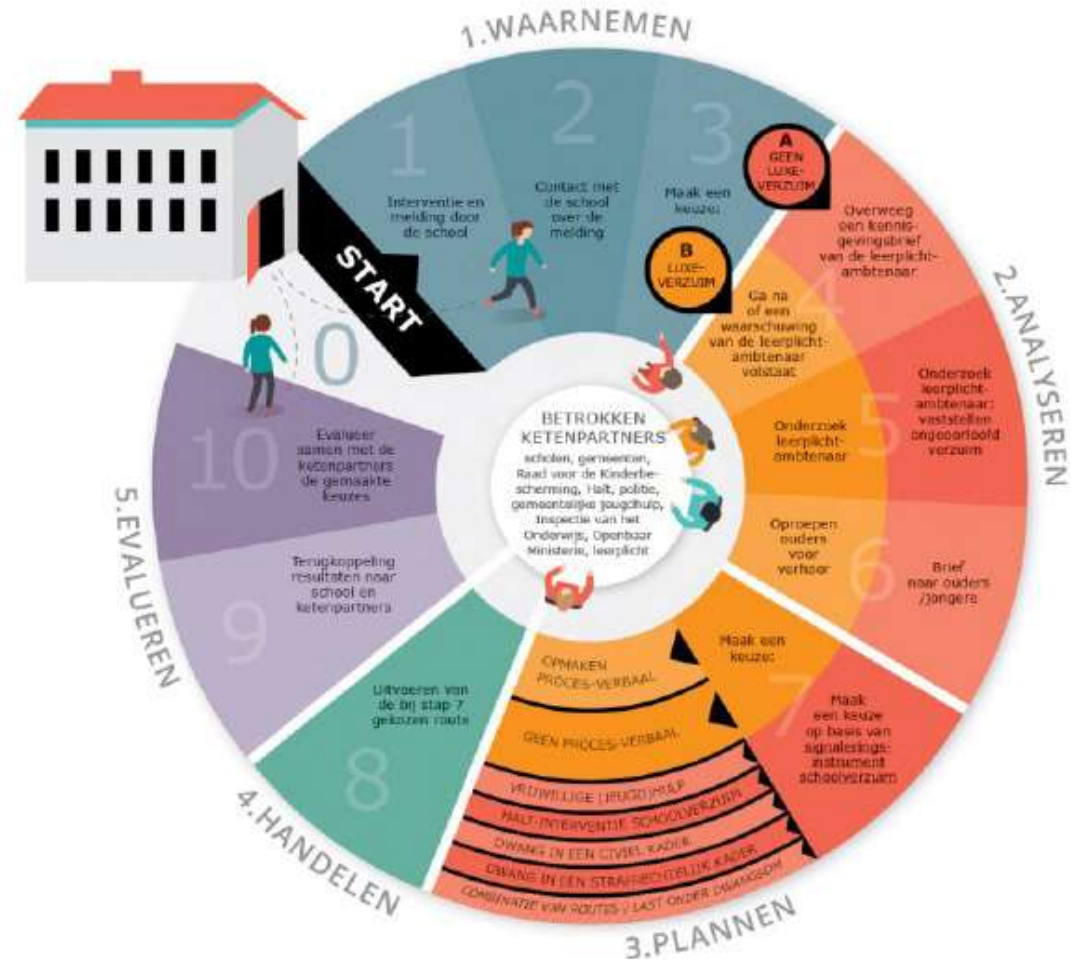 1.WAARNEMEN
START
0
1
Interventie en
melding door
de school
2
Contact met
de school
over de
melding
3
Maak een
keuze:
A
GEEN
LUXE-
VERZUIM
B
LUXE-
VERZUIM
2.ANALYSEREN
4
Overweeg
een kennis-
gevingsbrief
van de leerplicht-
ambtenaar
Ga na
of een
waarschuwing
van de leerplicht-
ambtenaar
volstaat
5
Onderzoek
leerplicht-
ambtenaar:
vaststellen
ongeoorloofd
verzuim
Onderzoek
leerplicht-
ambtenaar
6
Brief
naar ouders
/jongere
Oproepen
ouders
voor
verhoor
3.PLANNEN
7
Maak een
keuze:
Maak
een keuze
op basis van
signalerings-
instrument
schoolverzuim
OPMAKEN
PROCES-VERBAAL
GEEN PROCES-VERBAAL
VRIJWILLIGE (JEUGD)HULP
HALT-INTERVENTIE SCHOOLVERZUIM
DWANG IN EEN CIVIEL KADER
DWANG IN EEN STRAFRECHTELIJK KADER
COMBINATIE VAN ROUTES / LAST ONDER DWANGSOM
4.HANDELEN
8
Uitvoeren van
de bij stap 7
gekozen route
5.EVALUEREN
9
Terugkoppeling
resultaten naar
school en
ketenpartners
10
Evalueer
samen met de
ketenpartners
de gemaakte
keuzes
BETROKKEN
KETENPARTNERS
scholen, gemeenten,
Raad voor de Kinderbe-
scherming, Halt, politie,
gemeentelijke jeugdhulp,
Inspectie van het
Onderwijs, Openbaar
Ministerie, leerplicht